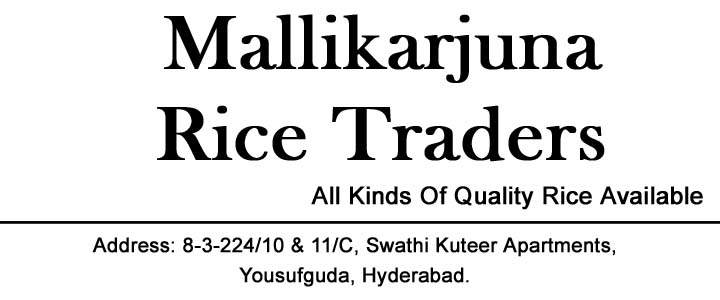 Mallikarjuna
Rice Traders
All Kinds Of Quality Rice Available
Address: 8-3-224/10 & 11/C, Swathi Kuteer Apartments,
Yousufguda, Hyderabad.